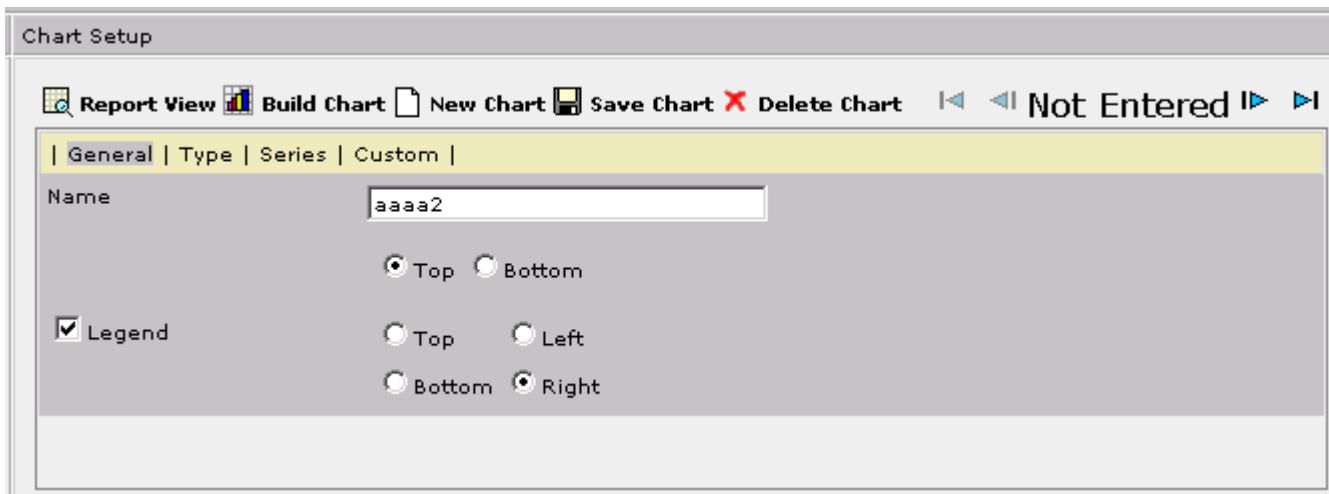 Chart Setup
Report View Build Chart New Chart Save Chart Delete Chart Not Entered
| General | Type | Series | Custom |
Name aaaa2
Top Bottom
Legend Top Left
Bottom Right